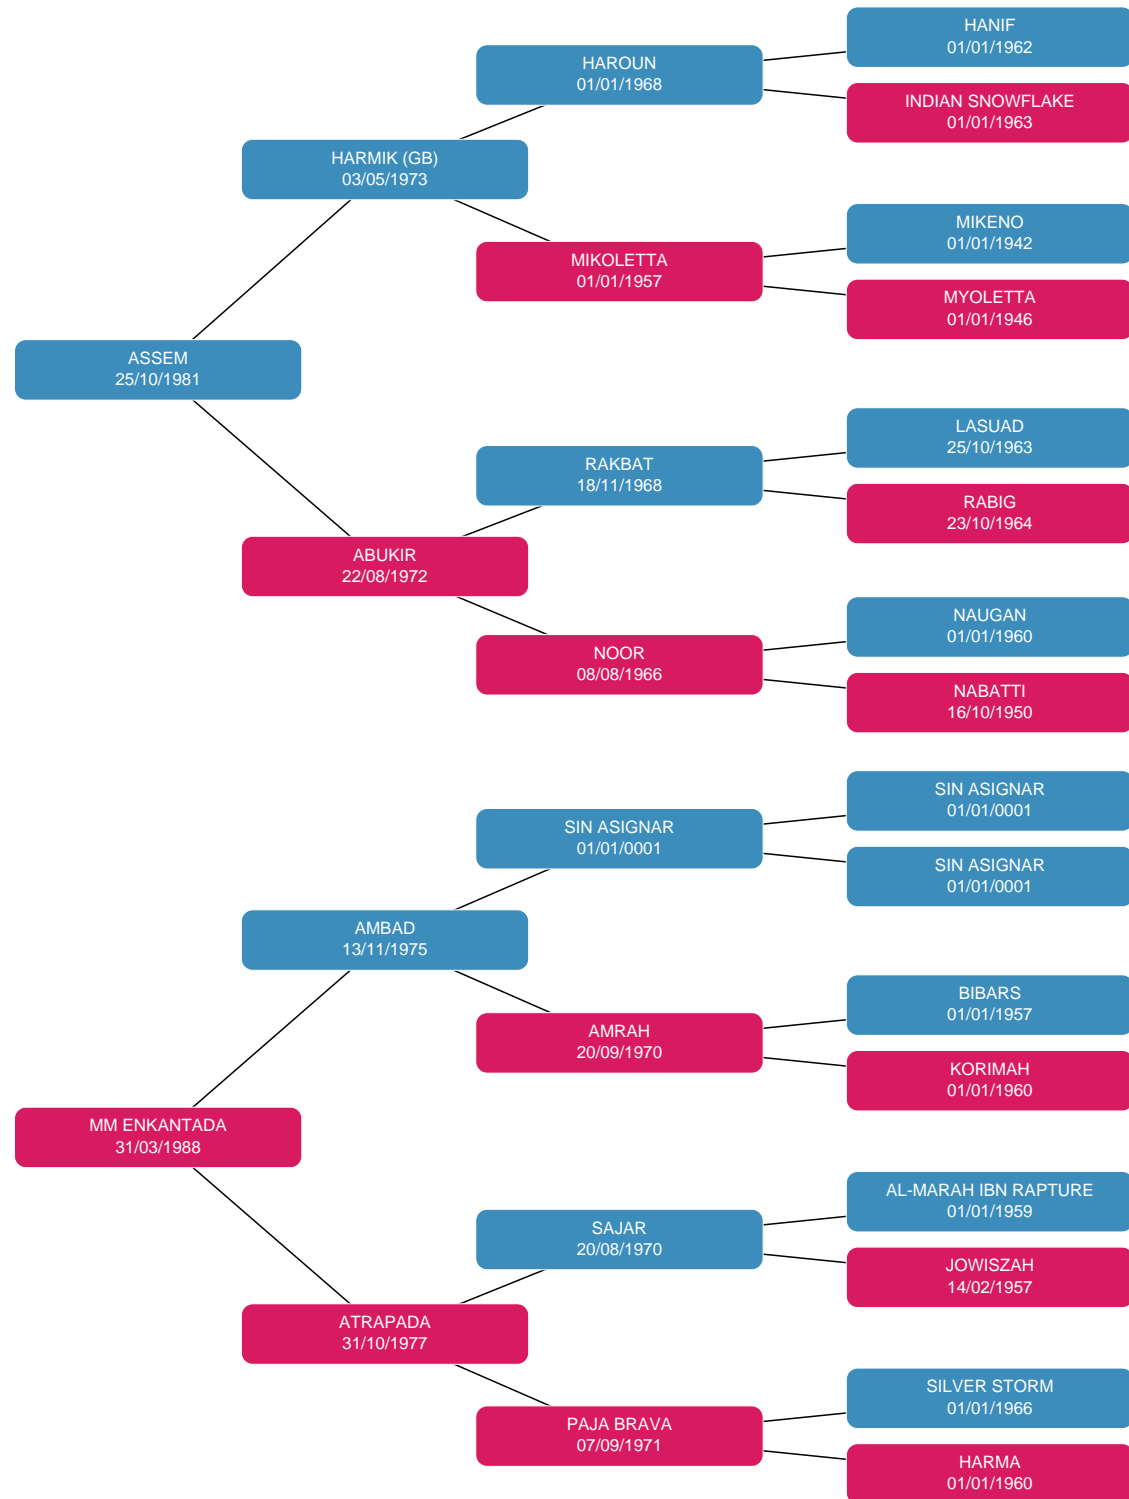 HANIF
01/01/1962
HAROUN
01/01/1968
INDIAN SNOWFLAKE
01/01/1963
HARMIK (GB)
03/05/1973
MIKENO
01/01/1942
MIKOLETTA
01/01/1957
MYOLETTA
01/01/1946
ASSEM
25/10/1981
LASUAD
25/10/1963
RAKBAT
18/11/1968
RABIG
23/10/1964
ABUKIR
22/08/1972
NAUGAN
01/01/1960
NOOR
08/08/1966
NABATTI
16/10/1950
SIN ASIGNAR
01/01/0001
SIN ASIGNAR
01/01/0001
SIN ASIGNAR
01/01/0001
AMBAD
13/11/1975
BIBARS
01/01/1957
AMRAH
20/09/1970
KORIMAH
01/01/1960
MM ENKANTADA
31/03/1988
AL-MARAH IBN RAPTURE
01/01/1959
SAJAR
20/08/1970
JOWISZAH
14/02/1957
ATRAPADA
31/10/1977
SILVER STORM
01/01/1966
PAJA BRAVA
07/09/1971
HARMA
01/01/1960